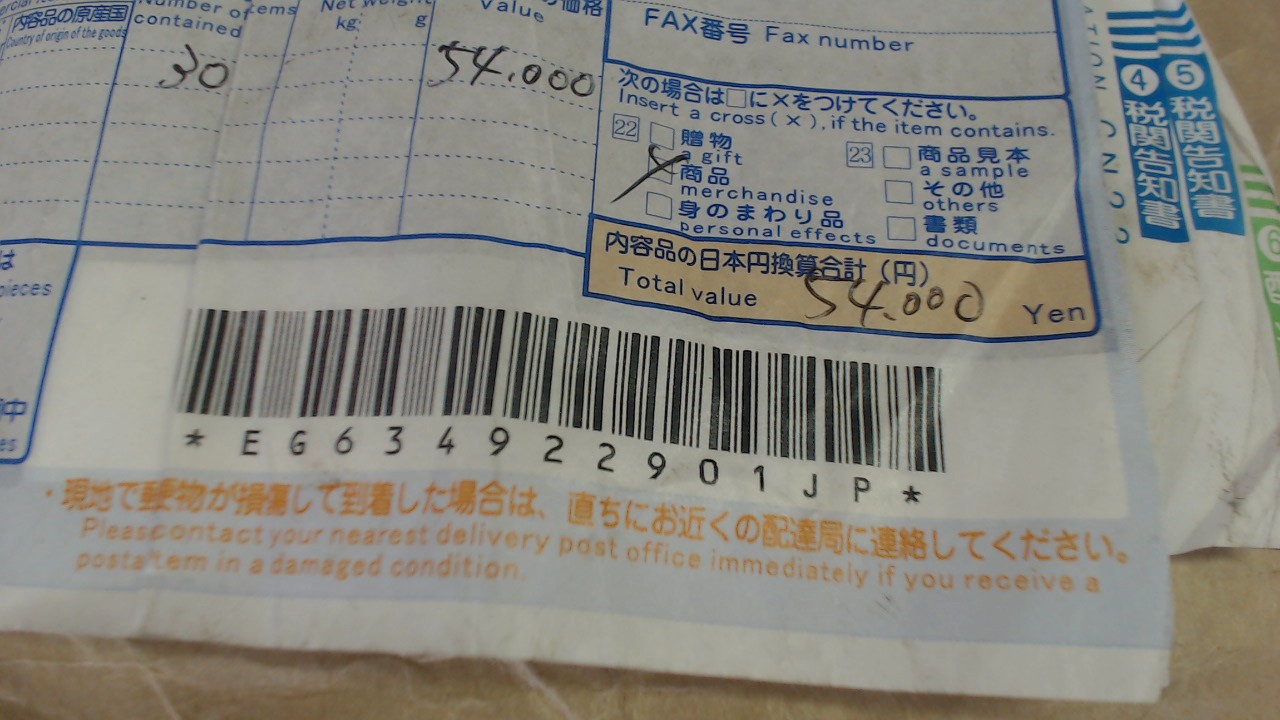 内容品の原産国
Country of origin of the goods
Number of items
contained
Net weight
kg g
価格
Value
30
54.000
FAX番号 Fax number
次の場合は□に×をつけてください。
Insert a cross(×), if the item contains.
22
贈物
a gift
商品
merchandise
身のまわり品
personal effects
23
商品見本
a sample
その他
others
書類
documents
内容品の日本円換算合計（円）
Total value 54.000 Yen
pieces
*EG634922901JP*
・現地で郵便物が損傷して到着した場合は、直ちにお近くの配達局に連絡してください。
Please contact your nearest delivery post office immediately if you receive a
postal item in a damaged condition.
CN22
④税関告知書
⑤税関告知書
⑥